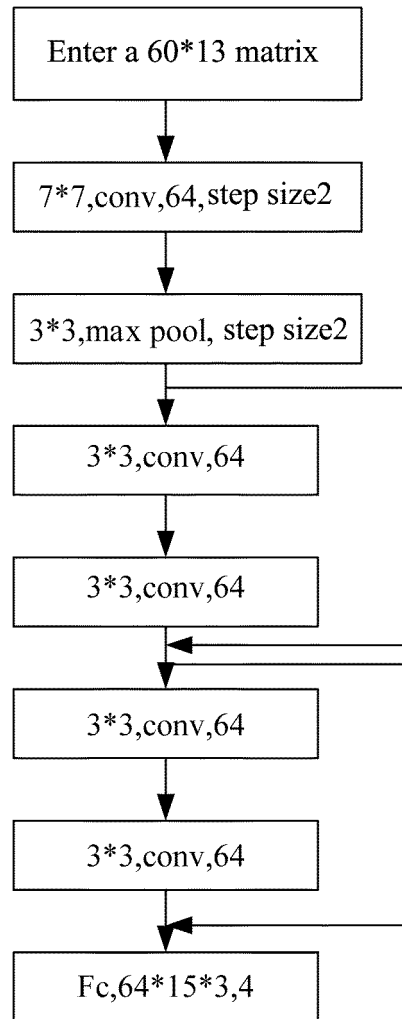 Enter a 60*13 matrix
7*7,conv,64,step size2
3*3,max pool, step size2
3*3,conv,64
3*3,conv,64
3*3,conv,64
3*3,conv,64
Fc,64*15*3,4